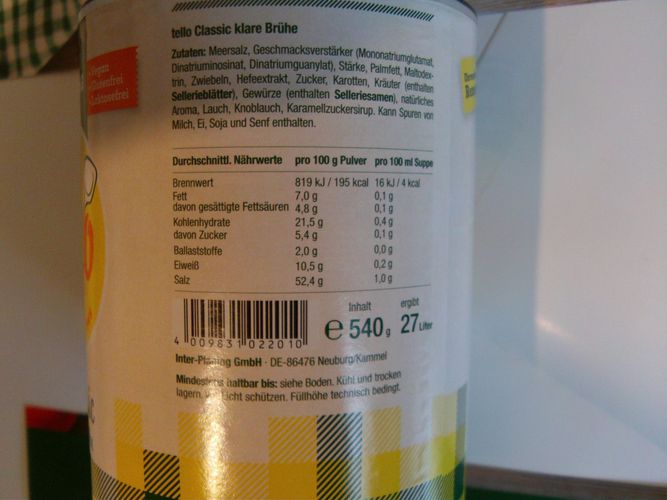 tello Classic klare Brühe
Zutaten: Meersalz, Geschmacksverstärker (Mononatriumglutamat,
Dinatriuminosinat, Dinatriumguanylat), Stärke, Palmfett, Maltodex-
trin, Zwiebeln, Hefeextrakt, Zucker, Karotten, Kräuter (enthalten
Sellerieblätter), Gewürze (enthalten Selleriesamen), natürliches
Aroma, Lauch, Knoblauch, Karamellzuckersirup. Kann Spuren von
Milch, Ei, Soja und Senf enthalten.
Vegan
Glutenfrei
Laktosefrei
Durchschnittl. Nährwerte pro 100 g Pulver pro 100 ml Suppe
Brennwert 819 kJ / 195 kcal 16 kJ / 4 kcal
Fett 7,0 g 0,1 g
davon gesättigte Fettsäuren 4,8 g 0,1 g
Kohlenhydrate 21,5 g 0,4 g
davon Zucker 5,4 g 0,1 g
Ballaststoffe 2,0 g 0,0 g
Eiweiß 10,5 g 0,2 g
Salz 52,4 g 1,0 g
Inhalt ergibt
e 540 g 27 Liter
4 009831 022010
Inter-Planing GmbH · DE-86476 Neuburg/Kammel
Mindestens haltbar bis: siehe Boden. Kühl und trocken
lagern, vor Licht schützen. Füllhöhe technisch bedingt.